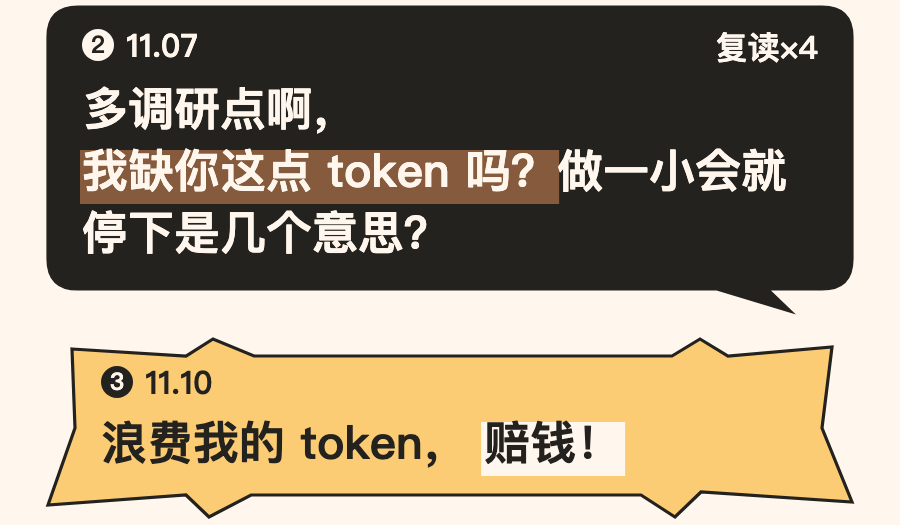 2 11.07
复读×4
多调研点啊，
我缺你这点 token 吗？做一小会就
停下是几个意思？
3 11.10
浪费我的 token， 赔钱！